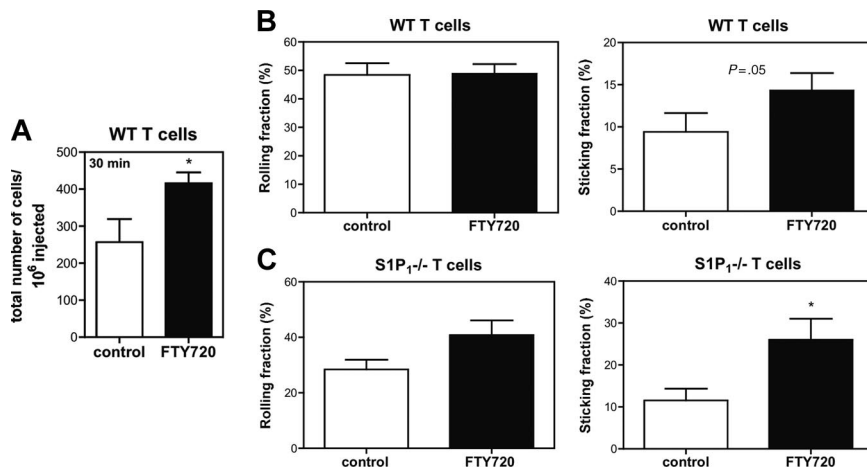 A
WT T cells
total number of cells/
10⁶ injected
500
400
300
200
100
0
30 min
*
control
FTY720
B
WT T cells
Rolling fraction (%)
60
50
40
30
20
10
0
control
FTY720
WT T cells
Sticking fraction (%)
20
15
10
5
0
P=.05
control
FTY720
C
S1P₁-/- T cells
Rolling fraction (%)
60
40
20
0
control
FTY720
S1P₁-/- T cells
Sticking fraction (%)
40
30
20
10
0
*
control
FTY720